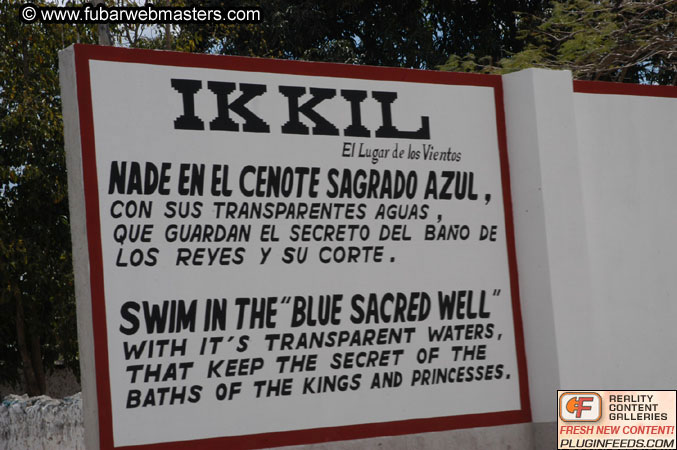 © www.fubarwebmasters.com
IK KIL
El Lugar de los Vientos
NADE EN EL CENOTE SAGRADO AZUL,
CON SUS TRANSPARENTES AGUAS,
QUE GUARDAN EL SECRETO DEL BAÑO DE
LOS REYES Y SU CORTE.
SWIM IN THE "BLUE SACRED WELL"
WITH IT'S TRANSPARENT WATERS,
THAT KEEP THE SECRET OF THE
BATHS OF THE KINGS AND PRINCESSES.
CF
REALITY
CONTENT
GALLERIES
FRESH NEW CONTENT!
PLUGINFEEDS.COM